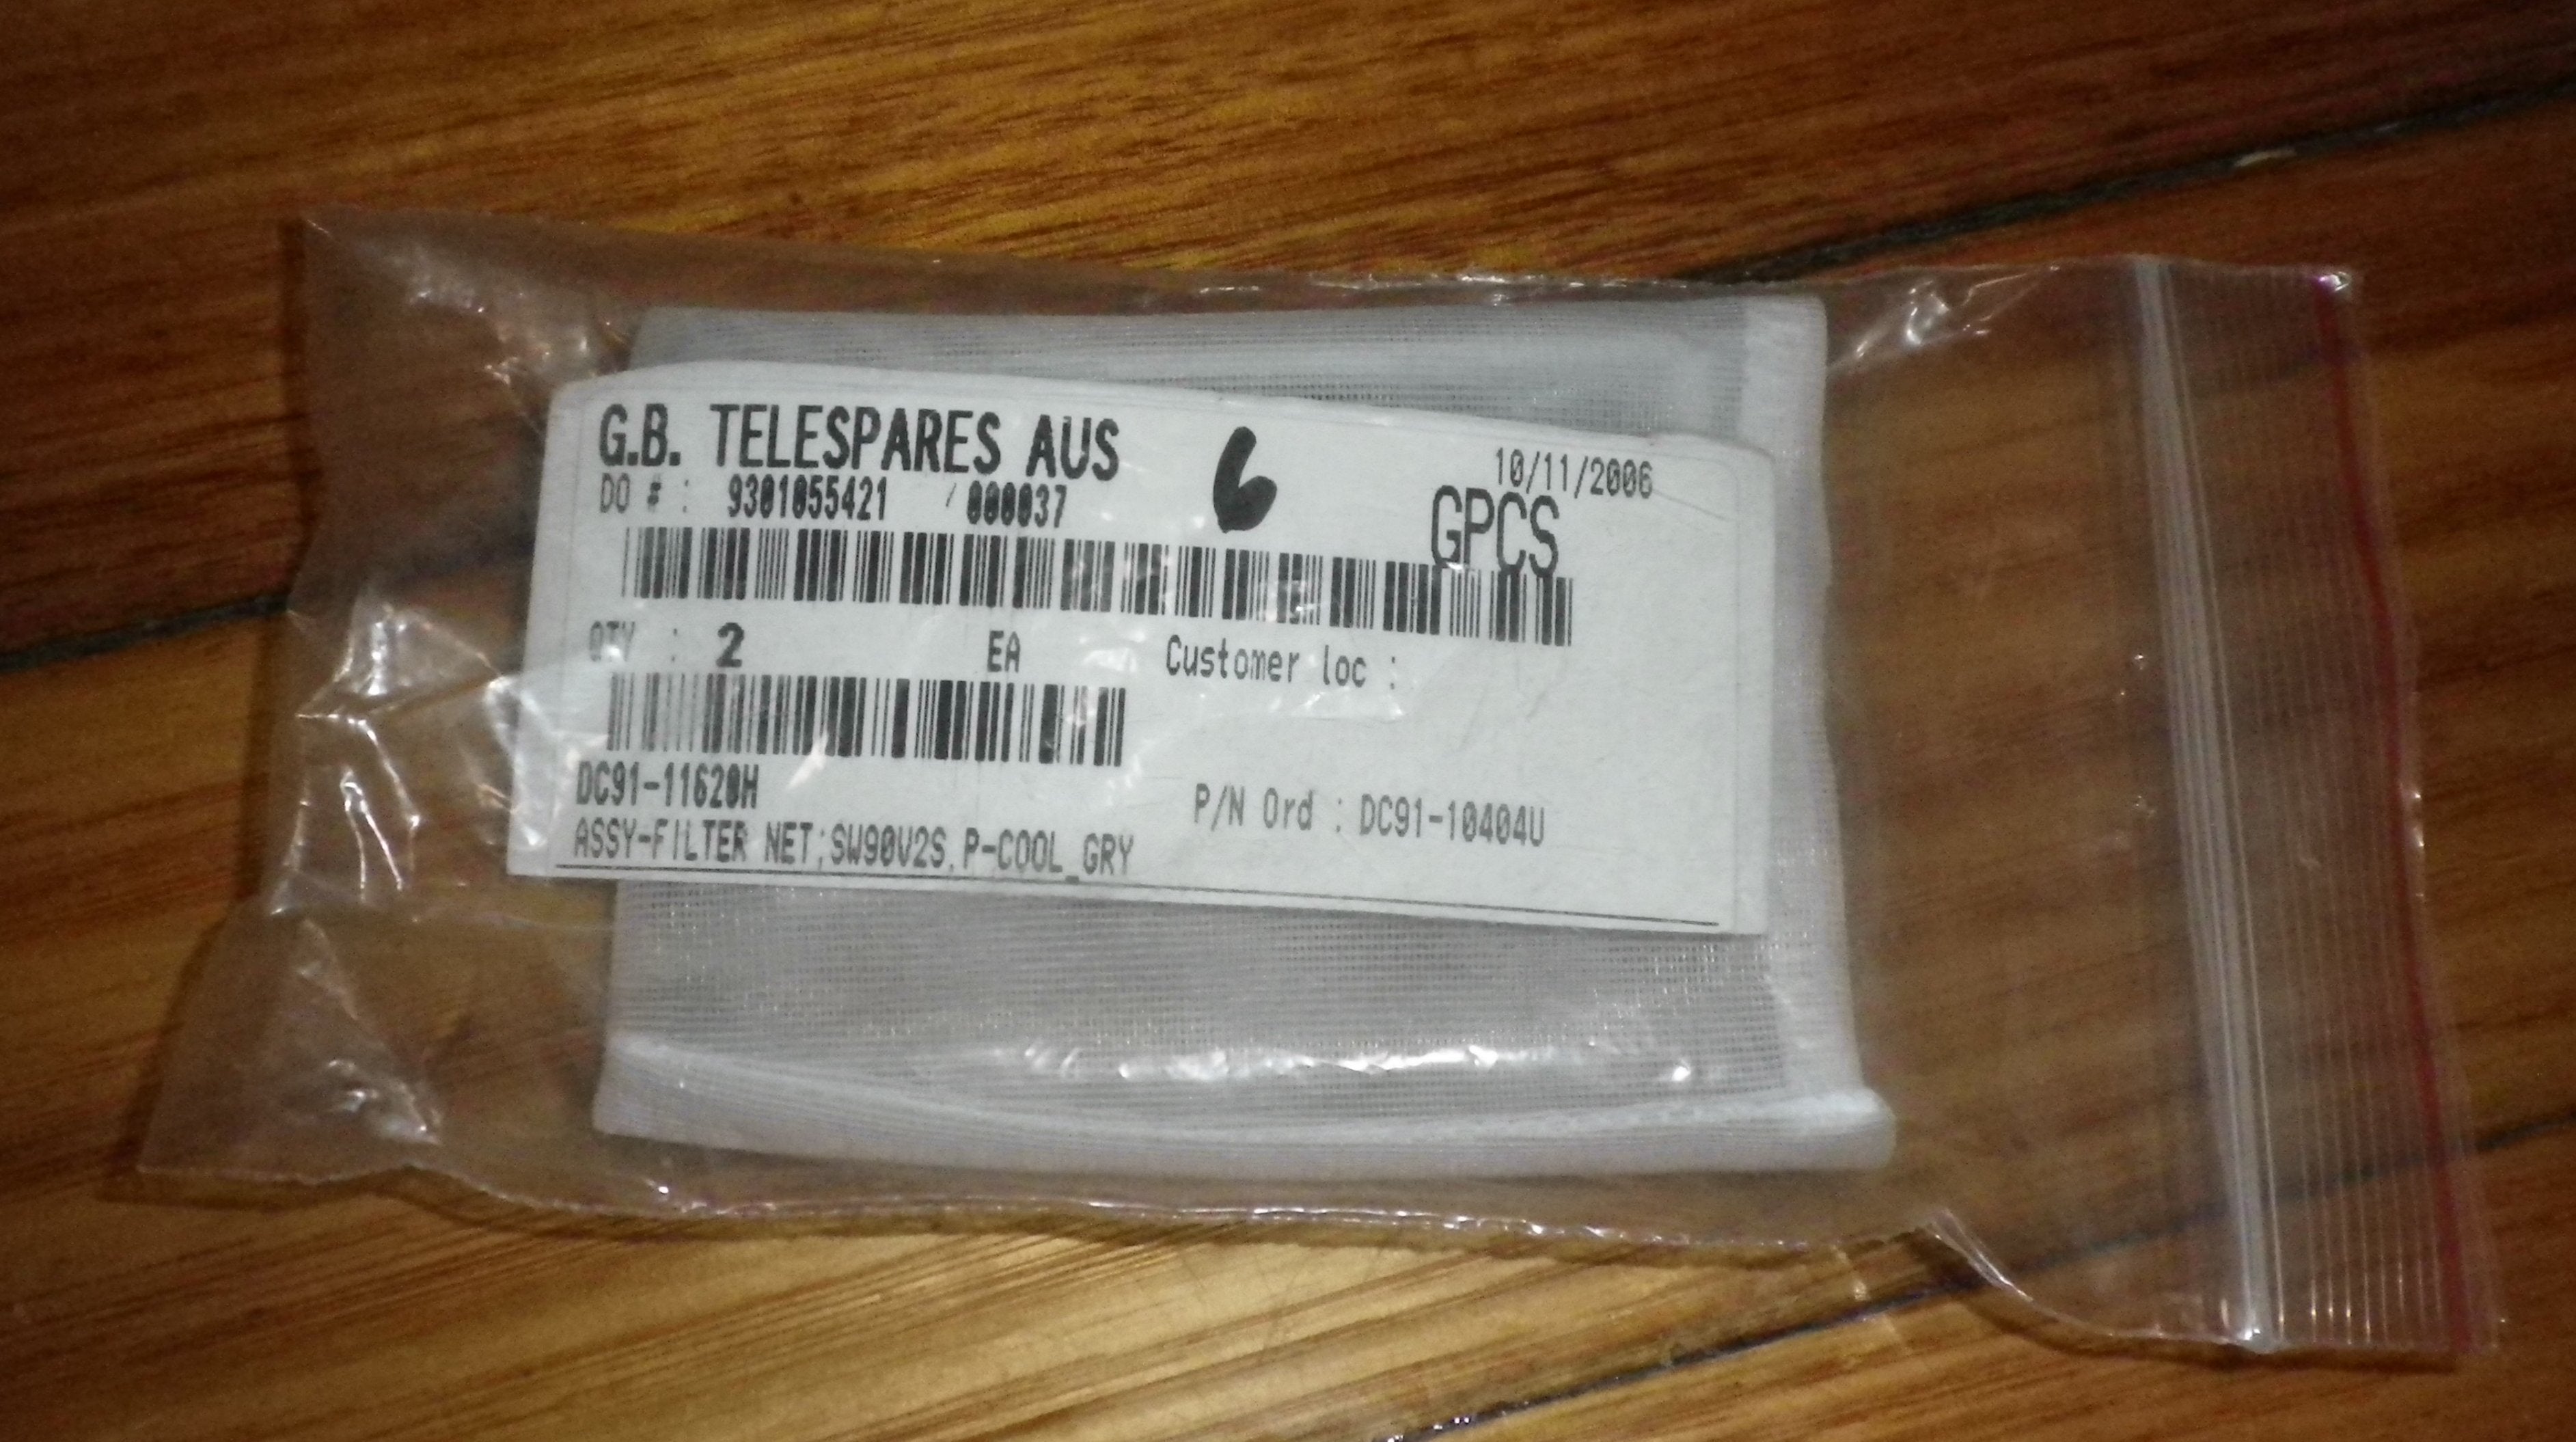 G.B. TELESPARES AUS 6 10/11/2006
DO # : 9301055421 / 000037 GPCS
QTY : 2 EA Customer loc :
DC91-11620H P/N Ord : DC91-10404U
ASSY-FILTER NET;SW90V2S,P-COOL_GRY